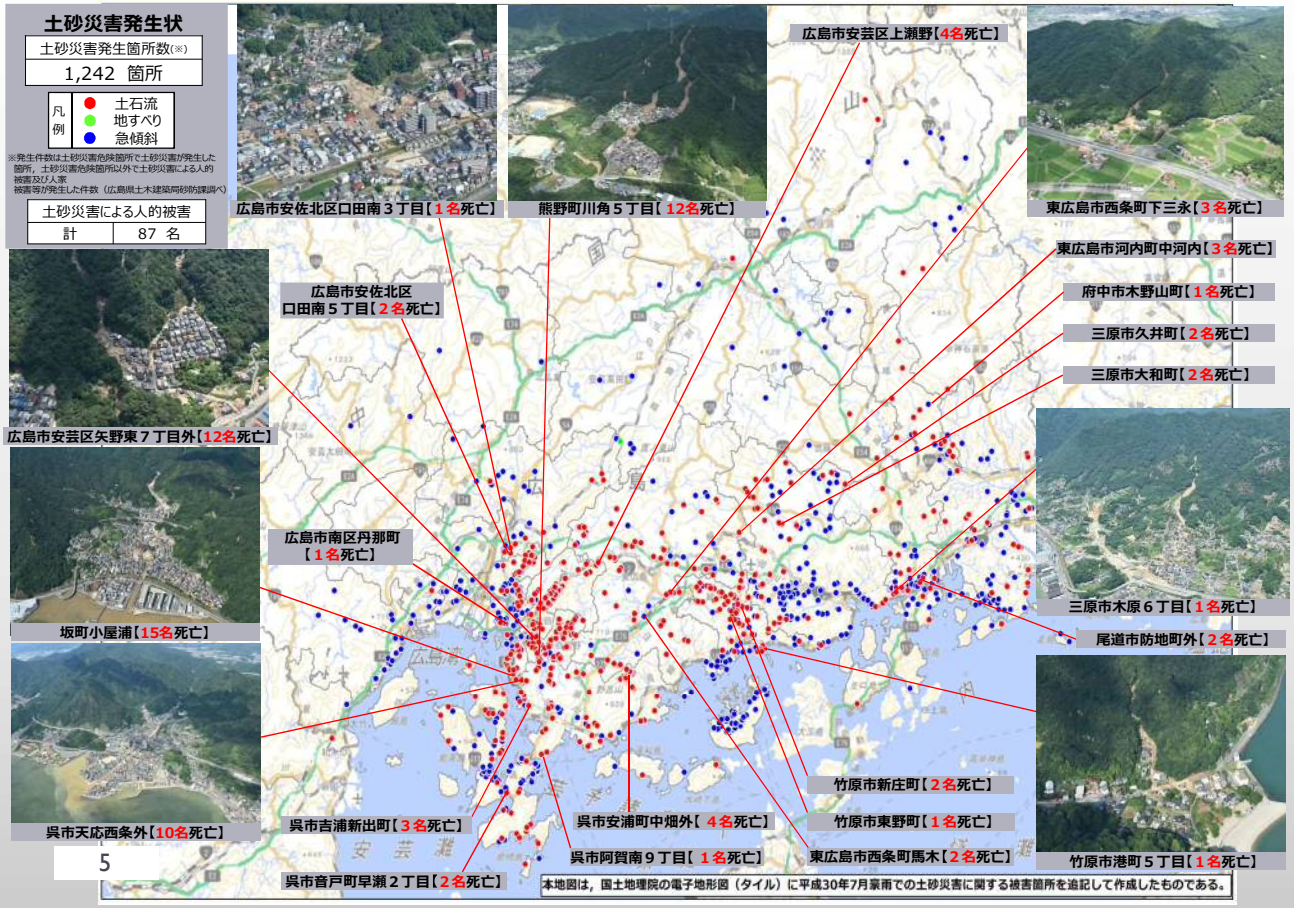 土砂災害発生状
土砂災害発生箇所数(※)
1,242 箇所
凡例
土石流
地すべり
急傾斜
※発生件数は土砂災害危険箇所で土砂災害が発生した
箇所，土砂災害危険箇所以外で土砂災害による人的
被害及び人家
被害等が発生した件数（広島県土木建築局砂防課調べ）
土砂災害による人的被害
計 87 名
広島市安佐北区口田南３丁目【1名死亡】
熊野町川角５丁目【12名死亡】
広島市安芸区上瀬野【4名死亡】
東広島市西条町下三永【3名死亡】
東広島市河内町中河内【3名死亡】
府中市木野山町【1名死亡】
三原市久井町【2名死亡】
三原市大和町【2名死亡】
広島市安佐北区
口田南５丁目【2名死亡】
広島市安芸区矢野東７丁目外【12名死亡】
広島市南区丹那町
【1名死亡】
坂町小屋浦【15名死亡】
三原市木原６丁目【1名死亡】
尾道市防地町外【2名死亡】
呉市天応西条外【10名死亡】
呉市吉浦新出町【3名死亡】
呉市音戸町早瀬２丁目【2名死亡】
呉市阿賀南９丁目【1名死亡】
呉市安浦町中畑外【4名死亡】
竹原市新庄町【2名死亡】
竹原市東野町【1名死亡】
東広島市西条町馬木【2名死亡】
竹原市港町５丁目【1名死亡】
広島湾
安芸灘
広
島
山
国
中
5
本地図は，国土地理院の電子地形図（タイル）に平成30年7月豪雨での土砂災害に関する被害箇所を追記して作成したものである。